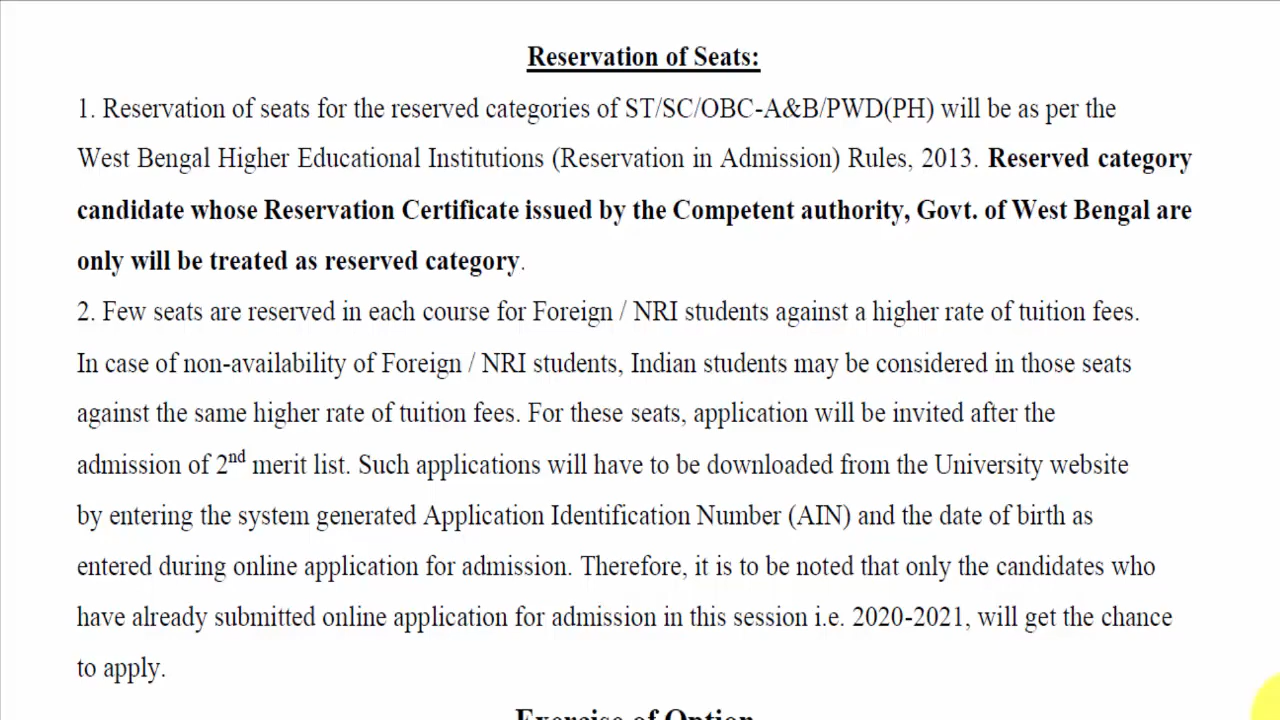 Reservation of Seats:
1. Reservation of seats for the reserved categories of ST/SC/OBC-A&B/PWD(PH) will be as per the
West Bengal Higher Educational Institutions (Reservation in Admission) Rules, 2013. Reserved category
candidate whose Reservation Certificate issued by the Competent authority, Govt. of West Bengal are
only will be treated as reserved category.
2. Few seats are reserved in each course for Foreign / NRI students against a higher rate of tuition fees.
In case of non-availability of Foreign / NRI students, Indian students may be considered in those seats
against the same higher rate of tuition fees. For these seats, application will be invited after the
admission of 2nd merit list. Such applications will have to be downloaded from the University website
by entering the system generated Application Identification Number (AIN) and the date of birth as
entered during online application for admission. Therefore, it is to be noted that only the candidates who
have already submitted online application for admission in this session i.e. 2020-2021, will get the chance
to apply.
Exercise of Option